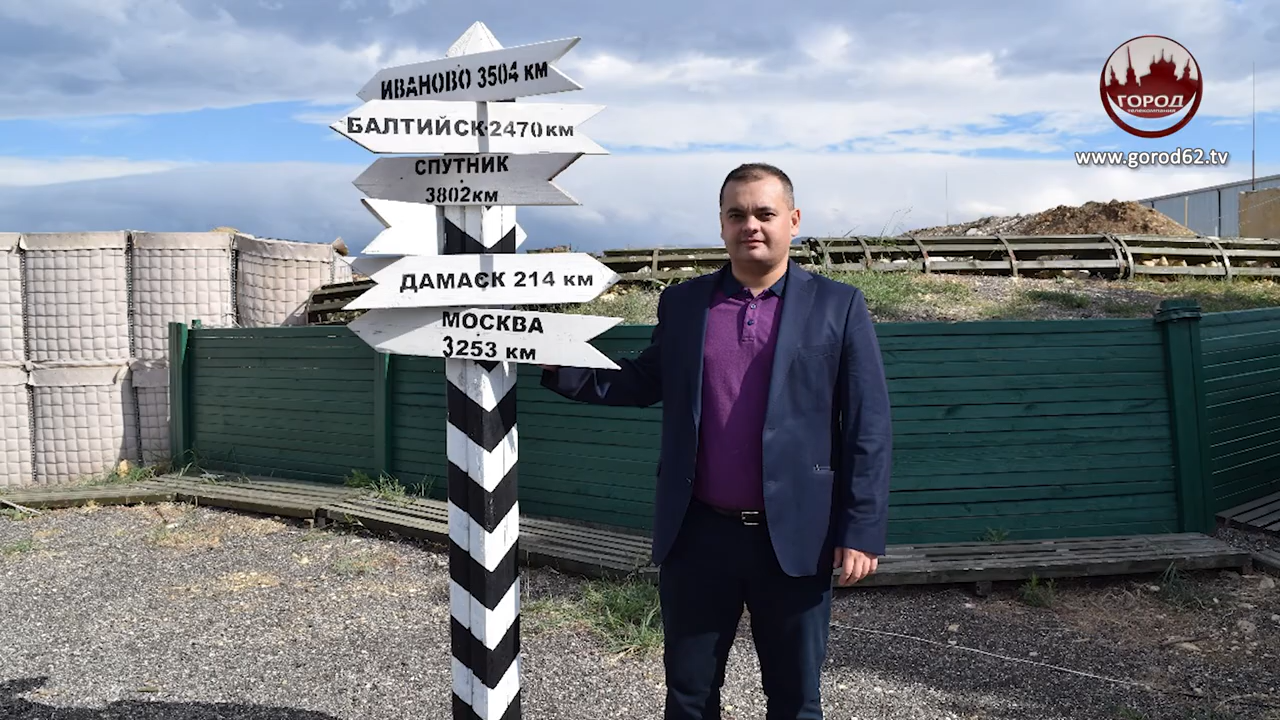 ИВАНОВО 3504 КМ
БАЛТИЙСК 2470 КМ
СПУТНИК
3802 КМ
ДАМАСК 214 КМ
МОСКВА
3253 КМ
ГОРОД
ТЕЛЕКОМПАНИЯ
www.gorod62.tv